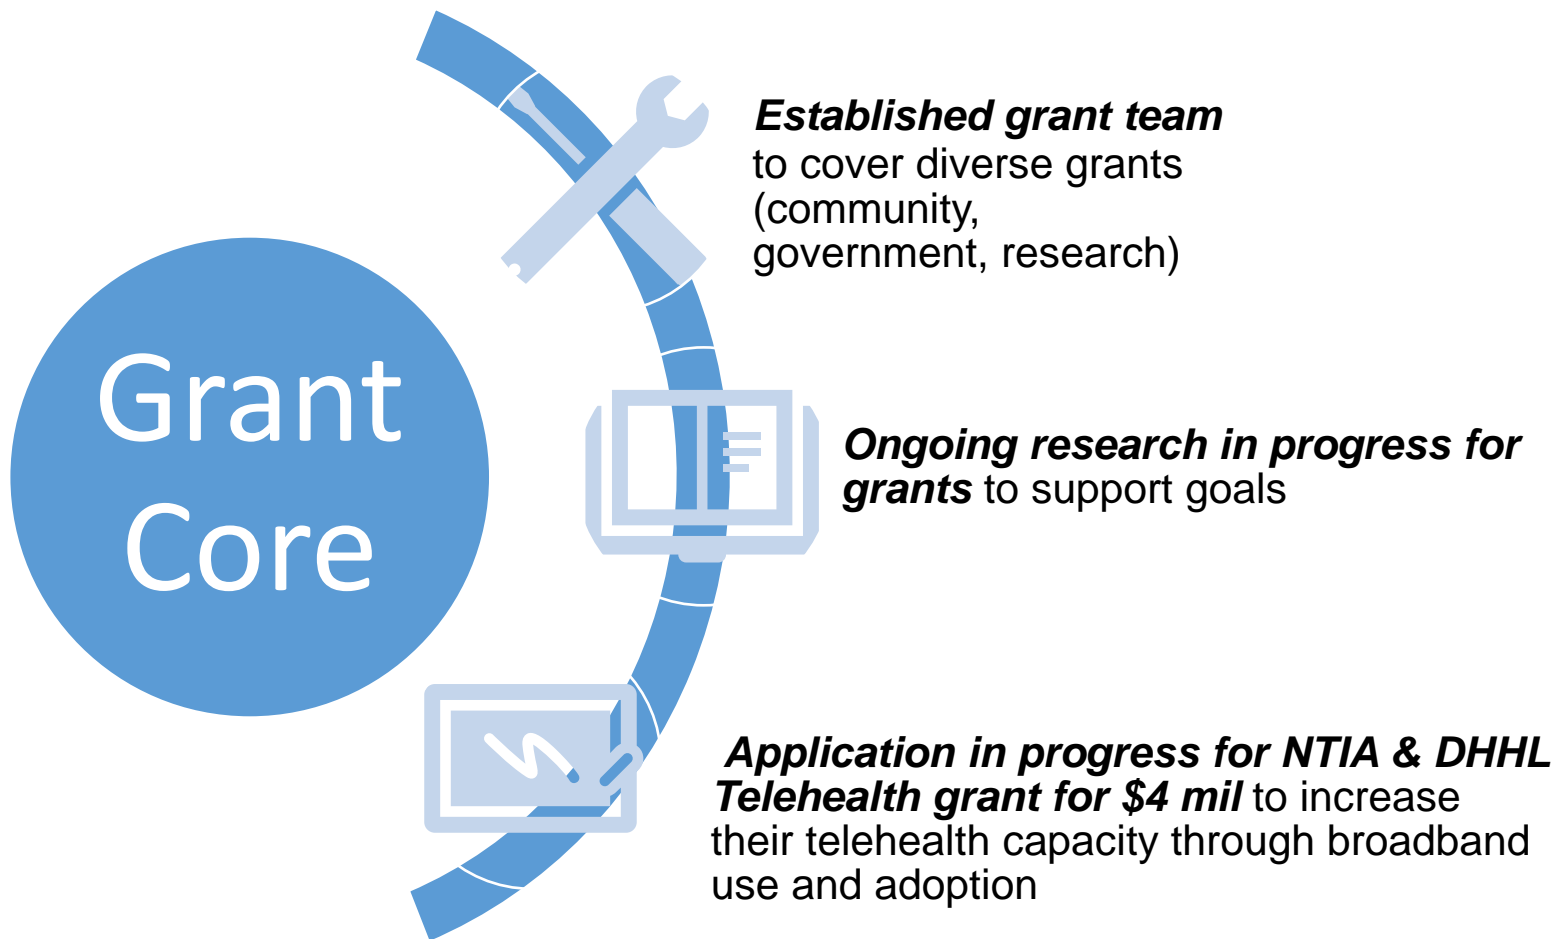 Grant
Core
Established grant team
to cover diverse grants
(community,
government, research)
Ongoing research in progress for
grants to support goals
Application in progress for NTIA & DHHL
Telehealth grant for $4 mil to increase
their telehealth capacity through broadband
use and adoption